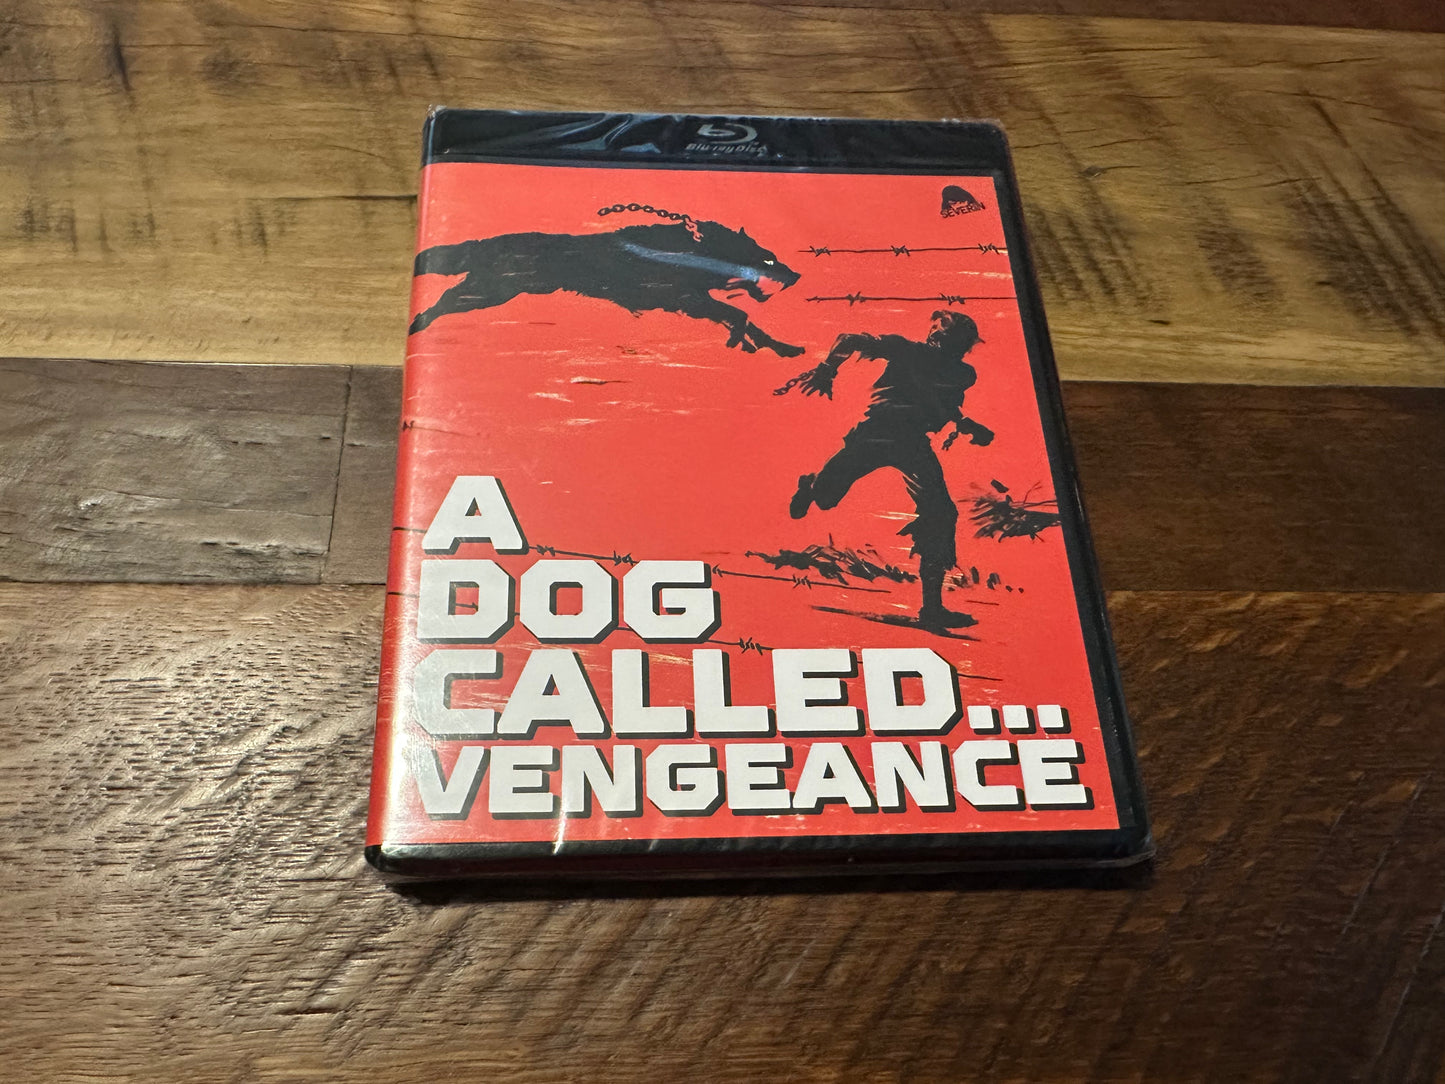 Blu-ray Disc
SEVERIN
A
DOG
CALLED...
VENGEANCE